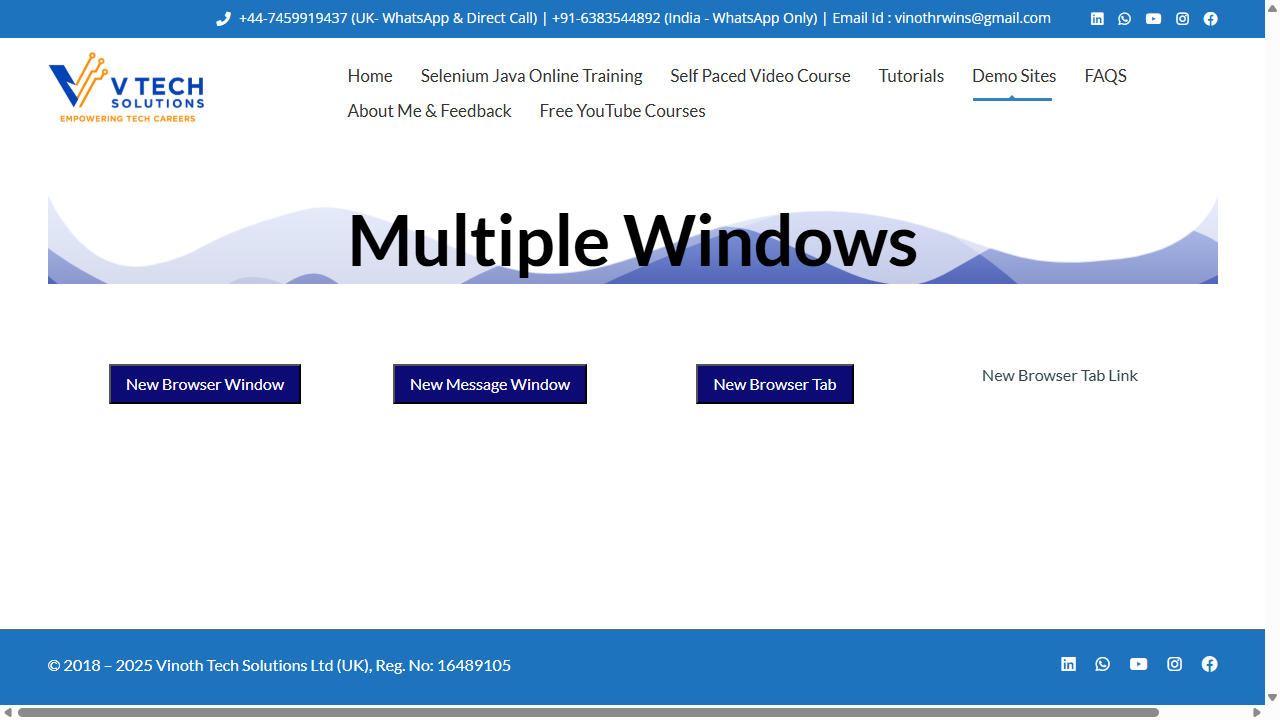 +44-7459919437 (UK- WhatsApp & Direct Call) | +91-6383544892 (India - WhatsApp Only) | Email Id : vinothrwins@gmail.com
V TECH
SOLUTIONS
EMPOWERING TECH CAREERS
Home Selenium Java Online Training Self Paced Video Course Tutorials Demo Sites FAQS
About Me & Feedback Free YouTube Courses
Multiple Windows
New Browser Window New Message Window New Browser Tab New Browser Tab Link
© 2018 – 2025 Vinoth Tech Solutions Ltd (UK), Reg. No: 16489105